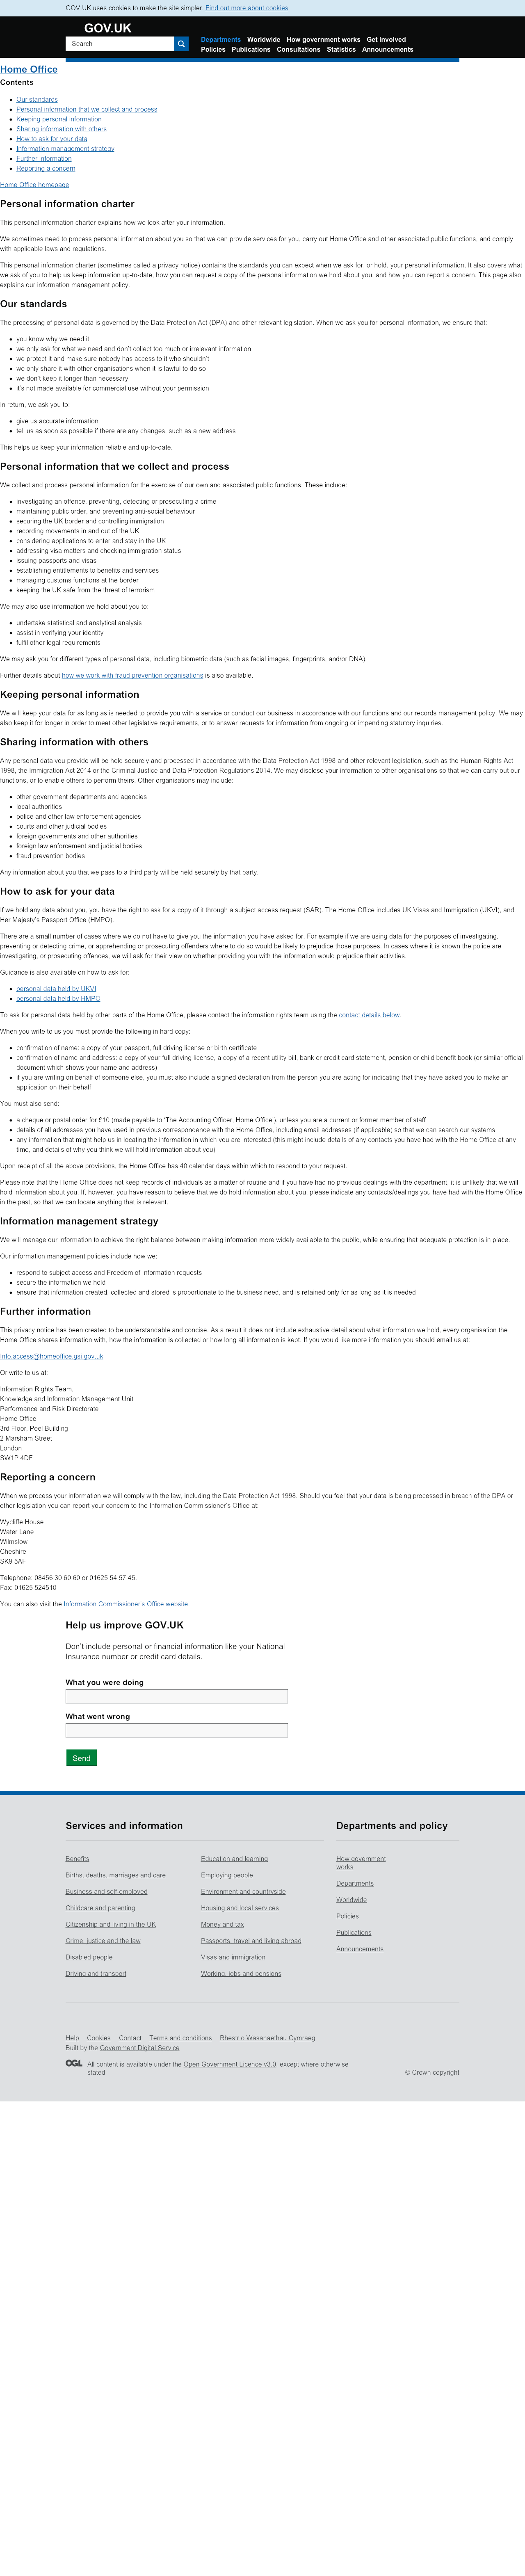 GOV.UK uses cookies to make the site simpler. Find out more about cookies
GOV.UK
Search
Departments Worldwide How government works Get involved
Policies Publications Consultations Statistics Announcements
Home Office
Contents
Our standards
Personal information that we collect and process
Keeping personal information
Sharing information with others
How to ask for your data
Information management strategy
Further information
Reporting a concern
Home Office homepage
Personal information charter
This personal information charter explains how we look after your information.
We sometimes need to process personal information about you so that we can provide services for you, carry out Home Office and other associated public functions, and comply
with applicable laws and regulations.
This personal information charter (sometimes called a privacy notice) contains the standards you can expect when we ask for, or hold, your personal information. It also covers what
we ask of you to help us keep information up-to-date, how you can request a copy of the personal information we hold about you, and how you can report a concern. This page also
explains our information management policy.
Our standards
The processing of personal data is governed by the Data Protection Act (DPA) and other relevant legislation. When we ask you for personal information, we ensure that:
you know why we need it
we only ask for what we need and don't collect too much or irrelevant information
we protect it and make sure nobody has access to it who shouldn't
we only share it with other organisations when it is lawful to do so
we don't keep it longer than necessary
it's not made available for commercial use without your permission
In return, we ask you to:
give us accurate information
tell us as soon as possible if there are any changes, such as a new address
This helps us keep your information reliable and up-to-date.
Personal information that we collect and process
We collect and process personal information for the exercise of our own and associated public functions. These include:
investigating an offence, preventing, detecting or prosecuting a crime
maintaining public order, and preventing anti-social behaviour
securing the UK border and controlling immigration
recording movements in and out of the UK
considering applications to enter and stay in the UK
addressing visa matters and checking immigration status
issuing passports and visas
establishing entitlements to benefits and services
managing customs functions at the border
keeping the UK safe from the threat of terrorism
We may also use information we hold about you to:
undertake statistical and analytical analysis
assist in verifying your identity
fulfil other legal requirements
We may ask you for different types of personal data, including biometric data (such as facial images, fingerprints, and/or DNA).
Further details about how we work with fraud prevention organisations is also available.
Keeping personal information
We will keep your data for as long as is needed to provide you with a service or conduct our business in accordance with our functions and our records management policy. We may
also keep it for longer in order to meet other legislative requirements, or to answer requests for information from ongoing or impending statutory inquiries.
Sharing information with others
Any personal data you provide will be held securely and processed in accordance with the Data Protection Act 1998 and other relevant legislation, such as the Human Rights Act
1998, the Immigration Act 2014 or the Criminal Justice and Data Protection Regulations 2014. We may disclose your information to other organisations so that we can carry out our
functions, or to enable others to perform theirs. Other organisations may include:
other government departments and agencies
local authorities
police and other law enforcement agencies
courts and other judicial bodies
foreign governments and other authorities
foreign law enforcement and judicial bodies
fraud prevention bodies
Any information about you that we pass to a third party will be held securely by that party.
How to ask for your data
If we hold any data about you, you have the right to ask for a copy of it through a subject access request (SAR). The Home Office includes UK Visas and Immigration (UKVI), and
Her Majesty's Passport Office (HMPO).
There are a small number of cases where we do not have to give you the information you have asked for. For example if we are using data for the purposes of investigating,
preventing or detecting crime, or apprehending or prosecuting offenders where to do so would be likely to prejudice those purposes. In cases where it is known the police are
investigating, or prosecuting offences, we will ask for their view on whether providing you with the information would prejudice their activities.
Guidance is also available on how to ask for:
personal data held by UKVI
personal data held by HMPO
To ask for personal data held by other parts of the Home Office, please contact the information rights team using the contact details below.
When you write to us you must provide the following in hard copy:
confirmation of name: a copy of your passport, full driving license or birth certificate
confirmation of name and address: a copy of your full driving license, a copy of a recent utility bill, bank or credit card statement, pension or child benefit book (or similar official
document which shows your name and address)
if you are writing on behalf of someone else, you must also include a signed declaration from the person you are acting for indicating that they have asked you to make an
application on their behalf
You must also send:
a cheque or postal order for £10 (made payable to 'The Accounting Officer, Home Office'), unless you are a current or former member of staff
details of all addresses you have used in previous correspondence with the Home Office, including email addresses (if applicable) so that we can search our systems
any information that might help us in locating the information in which you are interested (this might include details of any contacts you have had with the Home Office at any
time, and details of why you think we will hold information about you)
Upon receipt of all the above provisions, the Home Office has 40 calendar days within which to respond to your request.
Please note that the Home Office does not keep records of individuals as a matter of routine and if you have had no previous dealings with the department, it is unlikely that we will
hold information about you. If, however, you have reason to believe that we do hold information about you, please indicate any contacts/dealings you have had with the Home Office
in the past, so that we can locate anything that is relevant.
Information management strategy
We will manage our information to achieve the right balance between making information more widely available to the public, while ensuring that adequate protection is in place.
Our information management policies include how we:
respond to subject access and Freedom of Information requests
secure the information we hold
ensure that information created, collected and stored is proportionate to the business need, and is retained only for as long as it is needed
Further information
This privacy notice has been created to be understandable and concise. As a result it does not include exhaustive detail about what information we hold, every organisation the
Home Office shares information with, how the information is collected or how long all information is kept. If you would like more information you should email us at:
Info.access@homeoffice.gsi.gov.uk
Or write to us at:
Information Rights Team,
Knowledge and Information Management Unit
Performance and Risk Directorate
Home Office
3rd Floor, Peel Building
2 Marsham Street
London
SW1P 4DF
Reporting a concern
When we process your information we will comply with the law, including the Data Protection Act 1998. Should you feel that your data is being processed in breach of the DPA or
other legislation you can report your concern to the Information Commissioner's Office at:
Wycliffe House
Water Lane
Wilmslow
Cheshire
SK9 5AF
Telephone: 08456 30 60 60 or 01625 54 57 45.
Fax: 01625 524510
You can also visit the Information Commissioner's Office website.
Help us improve GOV.UK
Don't include personal or financial information like your National
Insurance number or credit card details.
What you were doing
What went wrong
Send
Services and information
Departments and policy
Benefits
Births, deaths, marriages and care
Business and self-employed
Childcare and parenting
Citizenship and living in the UK
Crime, justice and the law
Disabled people
Driving and transport
Education and learning
Employing people
Environment and countryside
Housing and local services
Money and tax
Passports, travel and living abroad
Visas and immigration
Working, jobs and pensions
How government
works
Departments
Worldwide
Policies
Publications
Announcements
Help Cookies Contact Terms and conditions Rhestr o Wasanaethau Cymraeg
Built by the Government Digital Service
OGL All content is available under the Open Government Licence v3.0, except where otherwise
stated
© Crown copyright